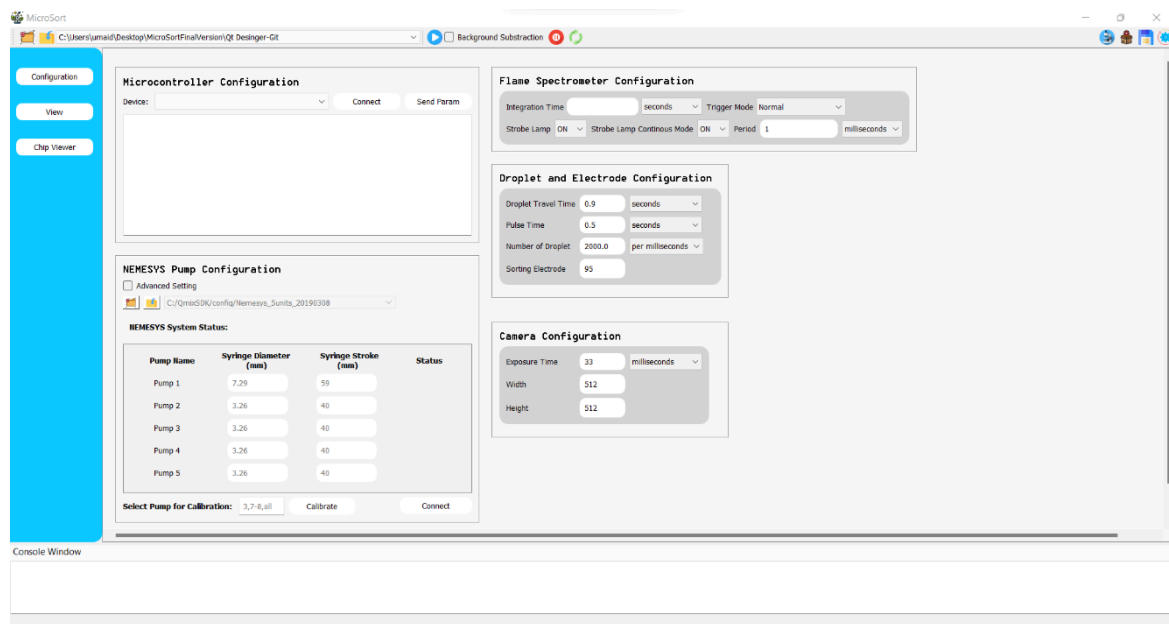 MicroSort
C:\Users\umaid\Desktop\MicroSortFinalVersion\Qt Desinger-Git
Background Substraction
Configuration
View
Chip Viewer
Microcontroller Configuration
Device:
Connect
Send Param
NEMESYS Pump Configuration
Advanced Setting
C:/QmixSDK/config/Nemesys_5units_20190308
NEMESYS System Status:
Pump Name Syringe Diameter (mm) Syringe Stroke (mm) Status
Pump 1 7.29 59
Pump 2 3.26 40
Pump 3 3.26 40
Pump 4 3.26 40
Pump 5 3.26 40
Select Pump for Calibration: 3,7-8,all Calibrate Connect
Flame Spectrometer Configuration
Integration Time seconds Trigger Mode Normal
Strobe Lamp ON Strobe Lamp Continous Mode ON Period 1 milliseconds
Droplet and Electrode Configuration
Droplet Travel Time 0.9 seconds
Pulse Time 0.5 seconds
Number of Droplet 2000.0 per milliseconds
Sorting Electrode 95
Camera Configuration
Exposure Time 33 milliseconds
Width 512
Height 512
Console Window